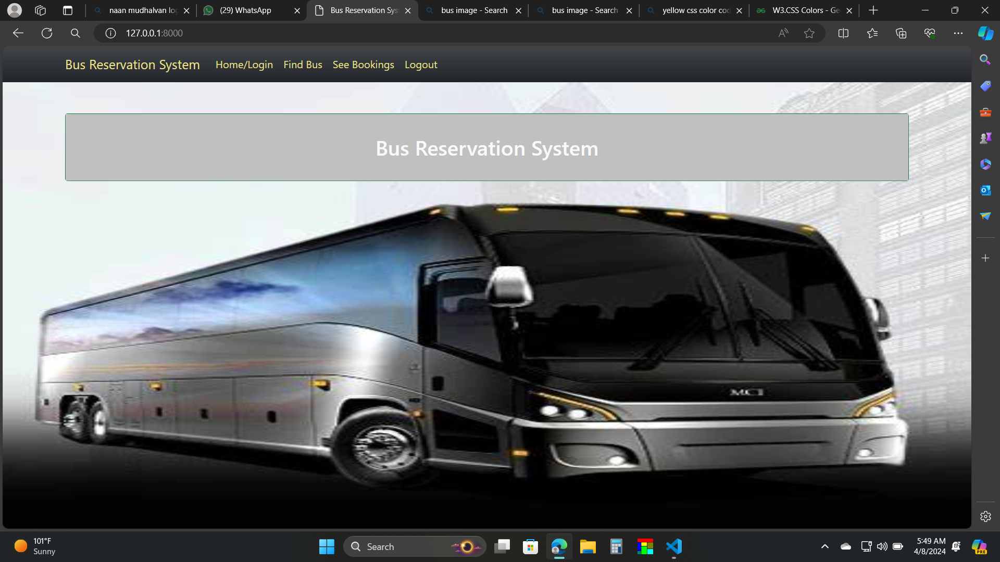 naan mudhalvan lo
(29) WhatsApp
Bus Reservation Sys
bus image - Search
bus image - Search
yellow css color cod
W3.CSS Colors - Ge
127.0.0.1:8000
Bus Reservation System
Home/Login
Find Bus
See Bookings
Logout
Bus Reservation System
MCI
101°F
Sunny
Search
5:49 AM
4/8/2024
PRE